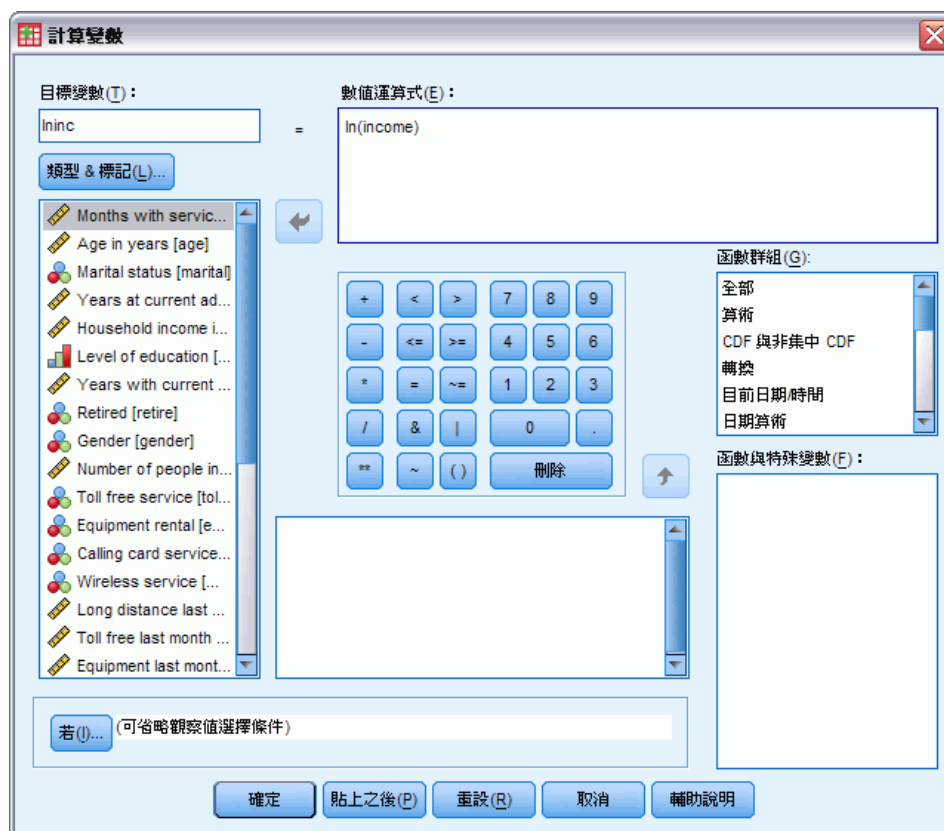 計算變數
目標變數(T)：
lninc
=
數值運算式(E)：
ln(income)
類型 & 標記(L)...
Months with servic...
Age in years [age]
Marital status [marital]
Years at current ad...
Household income i...
Level of education [...
Years with current ...
Retired [retire]
Gender [gender]
Number of people in...
Toll free service [tol...
Equipment rental [e...
Calling card service...
Wireless service [...
Long distance last ...
Toll free last month ...
Equipment last mont...
+ < > 7 8 9
- <= >= 4 5 6
* = ~= 1 2 3
/ & | 0 .
** ~ ( ) 刪除
函數群組(G):
全部
算術
CDF 與非集中 CDF
轉換
目前日期/時間
日期算術
函數與特殊變數(F)：
若(I)... (可省略觀察值選擇條件)
確定 貼上之後(P) 重設(R) 取消 輔助說明